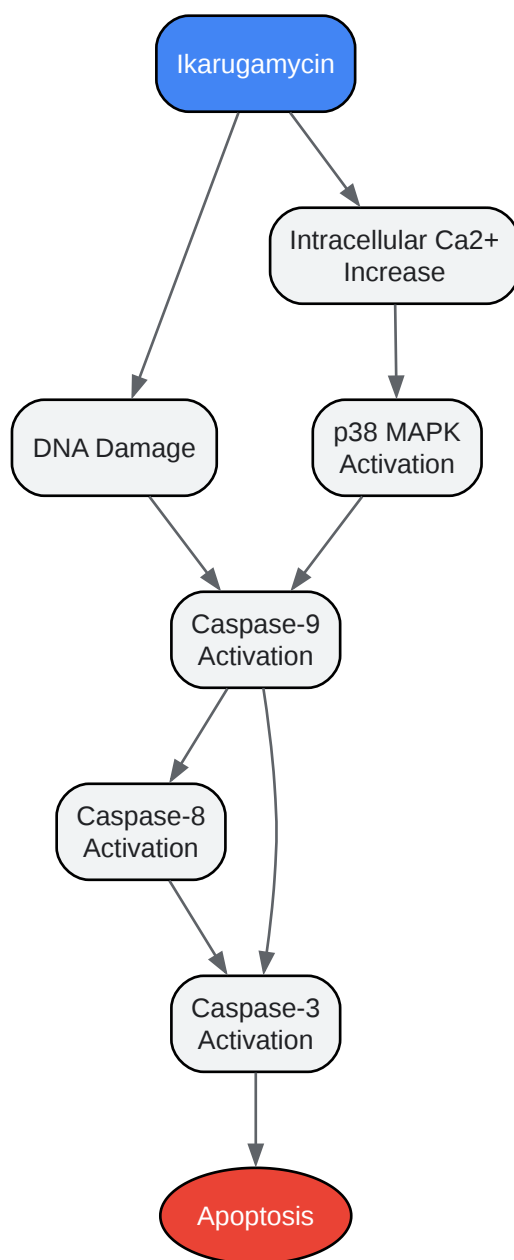 Ikarugamycin
Intracellular Ca2+
Increase
DNA Damage
p38 MAPK
Activation
Caspase-9
Activation
Caspase-8
Activation
Caspase-3
Activation
Apoptosis